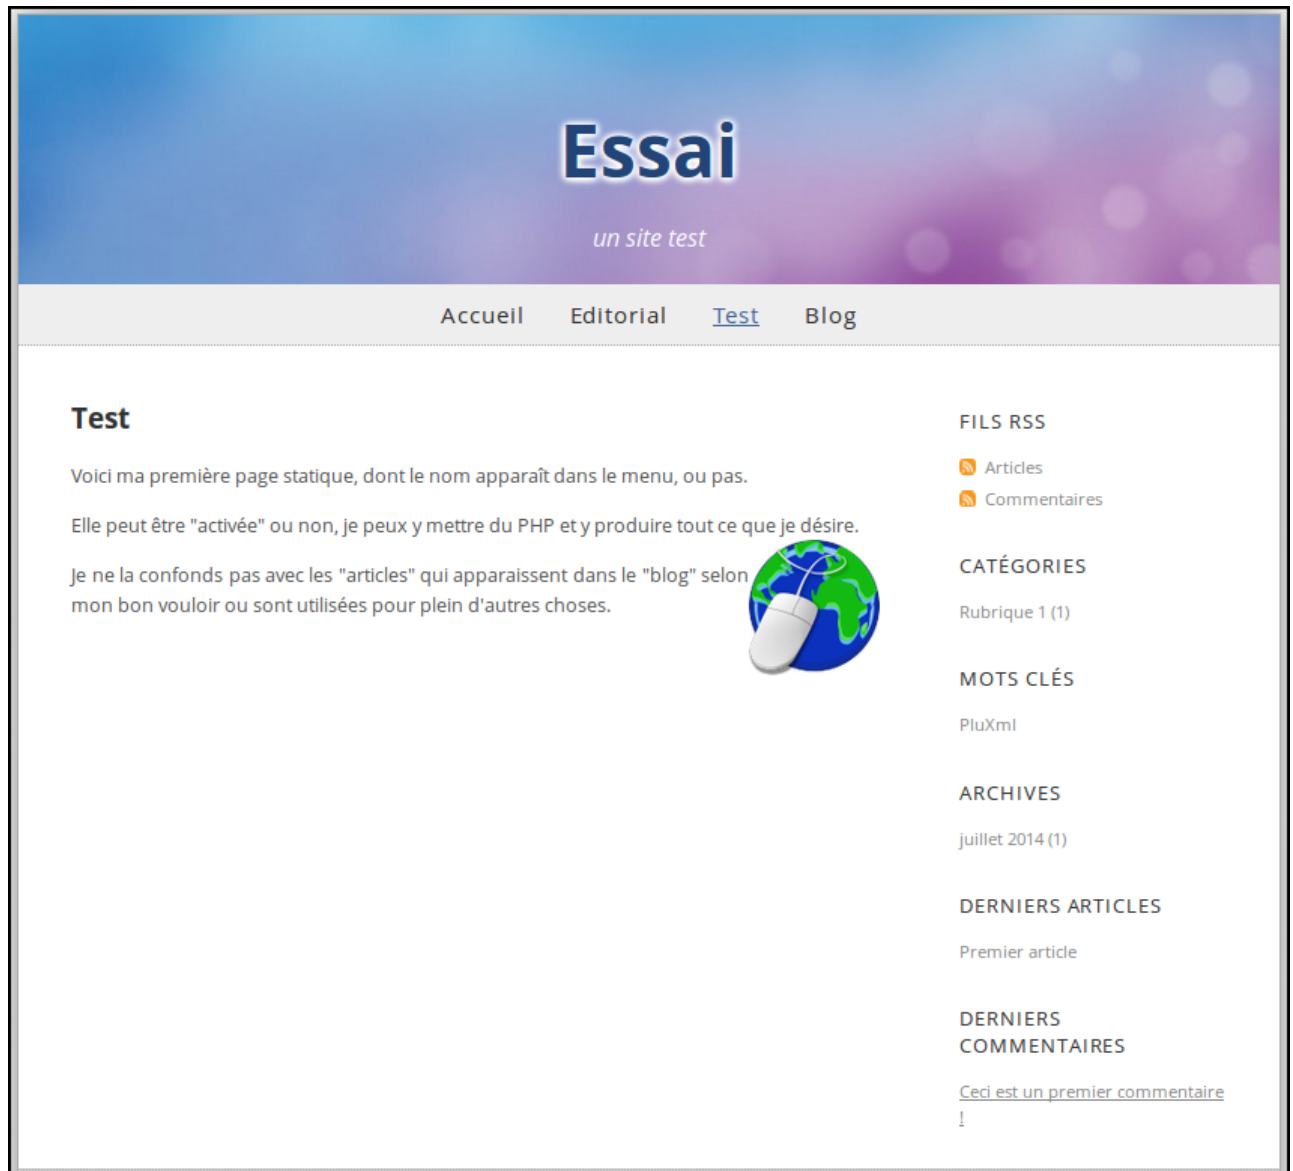 Essai
un site test
Accueil Editorial Test Blog
Test
Voici ma première page statique, dont le nom apparaît dans le menu, ou pas.
Elle peut être "activée" ou non, je peux y mettre du PHP et y produire tout ce que je désire.
Je ne la confonds pas avec les "articles" qui apparaissent dans le "blog" selon
mon bon vouloir ou sont utilisées pour plein d'autres choses.
FILS RSS
Articles
Commentaires
CATÉGORIES
Rubrique 1 (1)
MOTS CLÉS
PluXml
ARCHIVES
juillet 2014 (1)
DERNIERS ARTICLES
Premier article
DERNIERS
COMMENTAIRES
Ceci est un premier commentaire
!